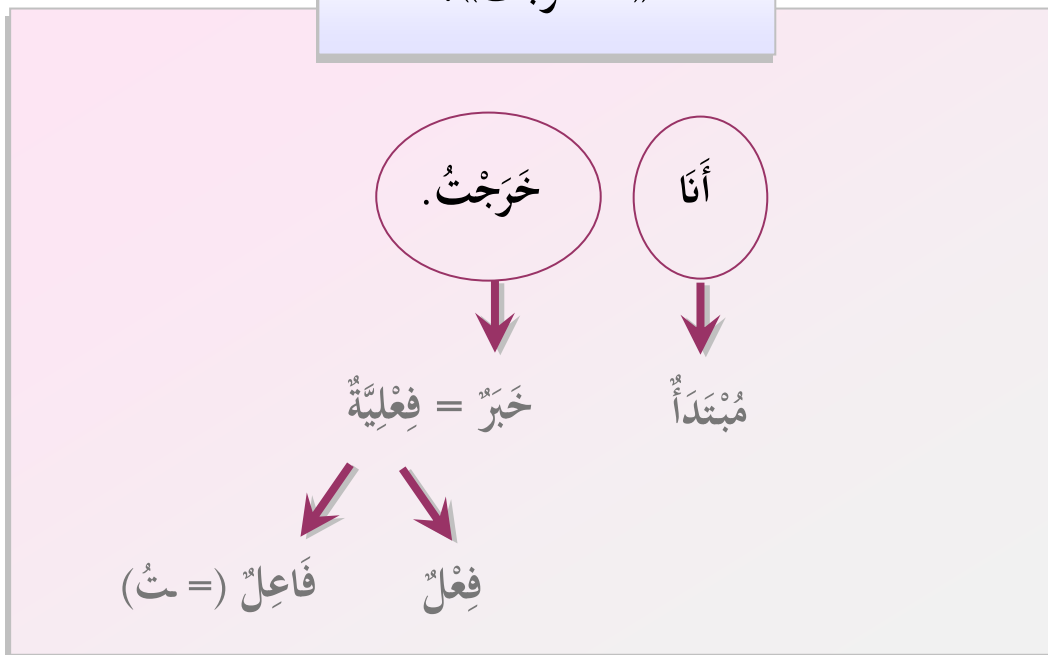 أَنَا خَرَجْتُ.
مُبْتَدَأٌ خَبَرٌ = فِعْلِيَّةٌ
فِعْلٌ فَاعِلٌ (= ـتُ)